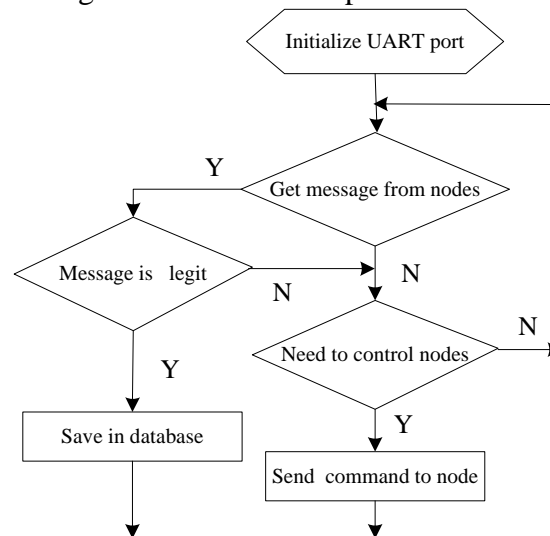 Initialize UART port
Y
Get message from nodes
Message is legit
N
N
N
Need to control nodes
Y
Y
Save in database
Send command to node